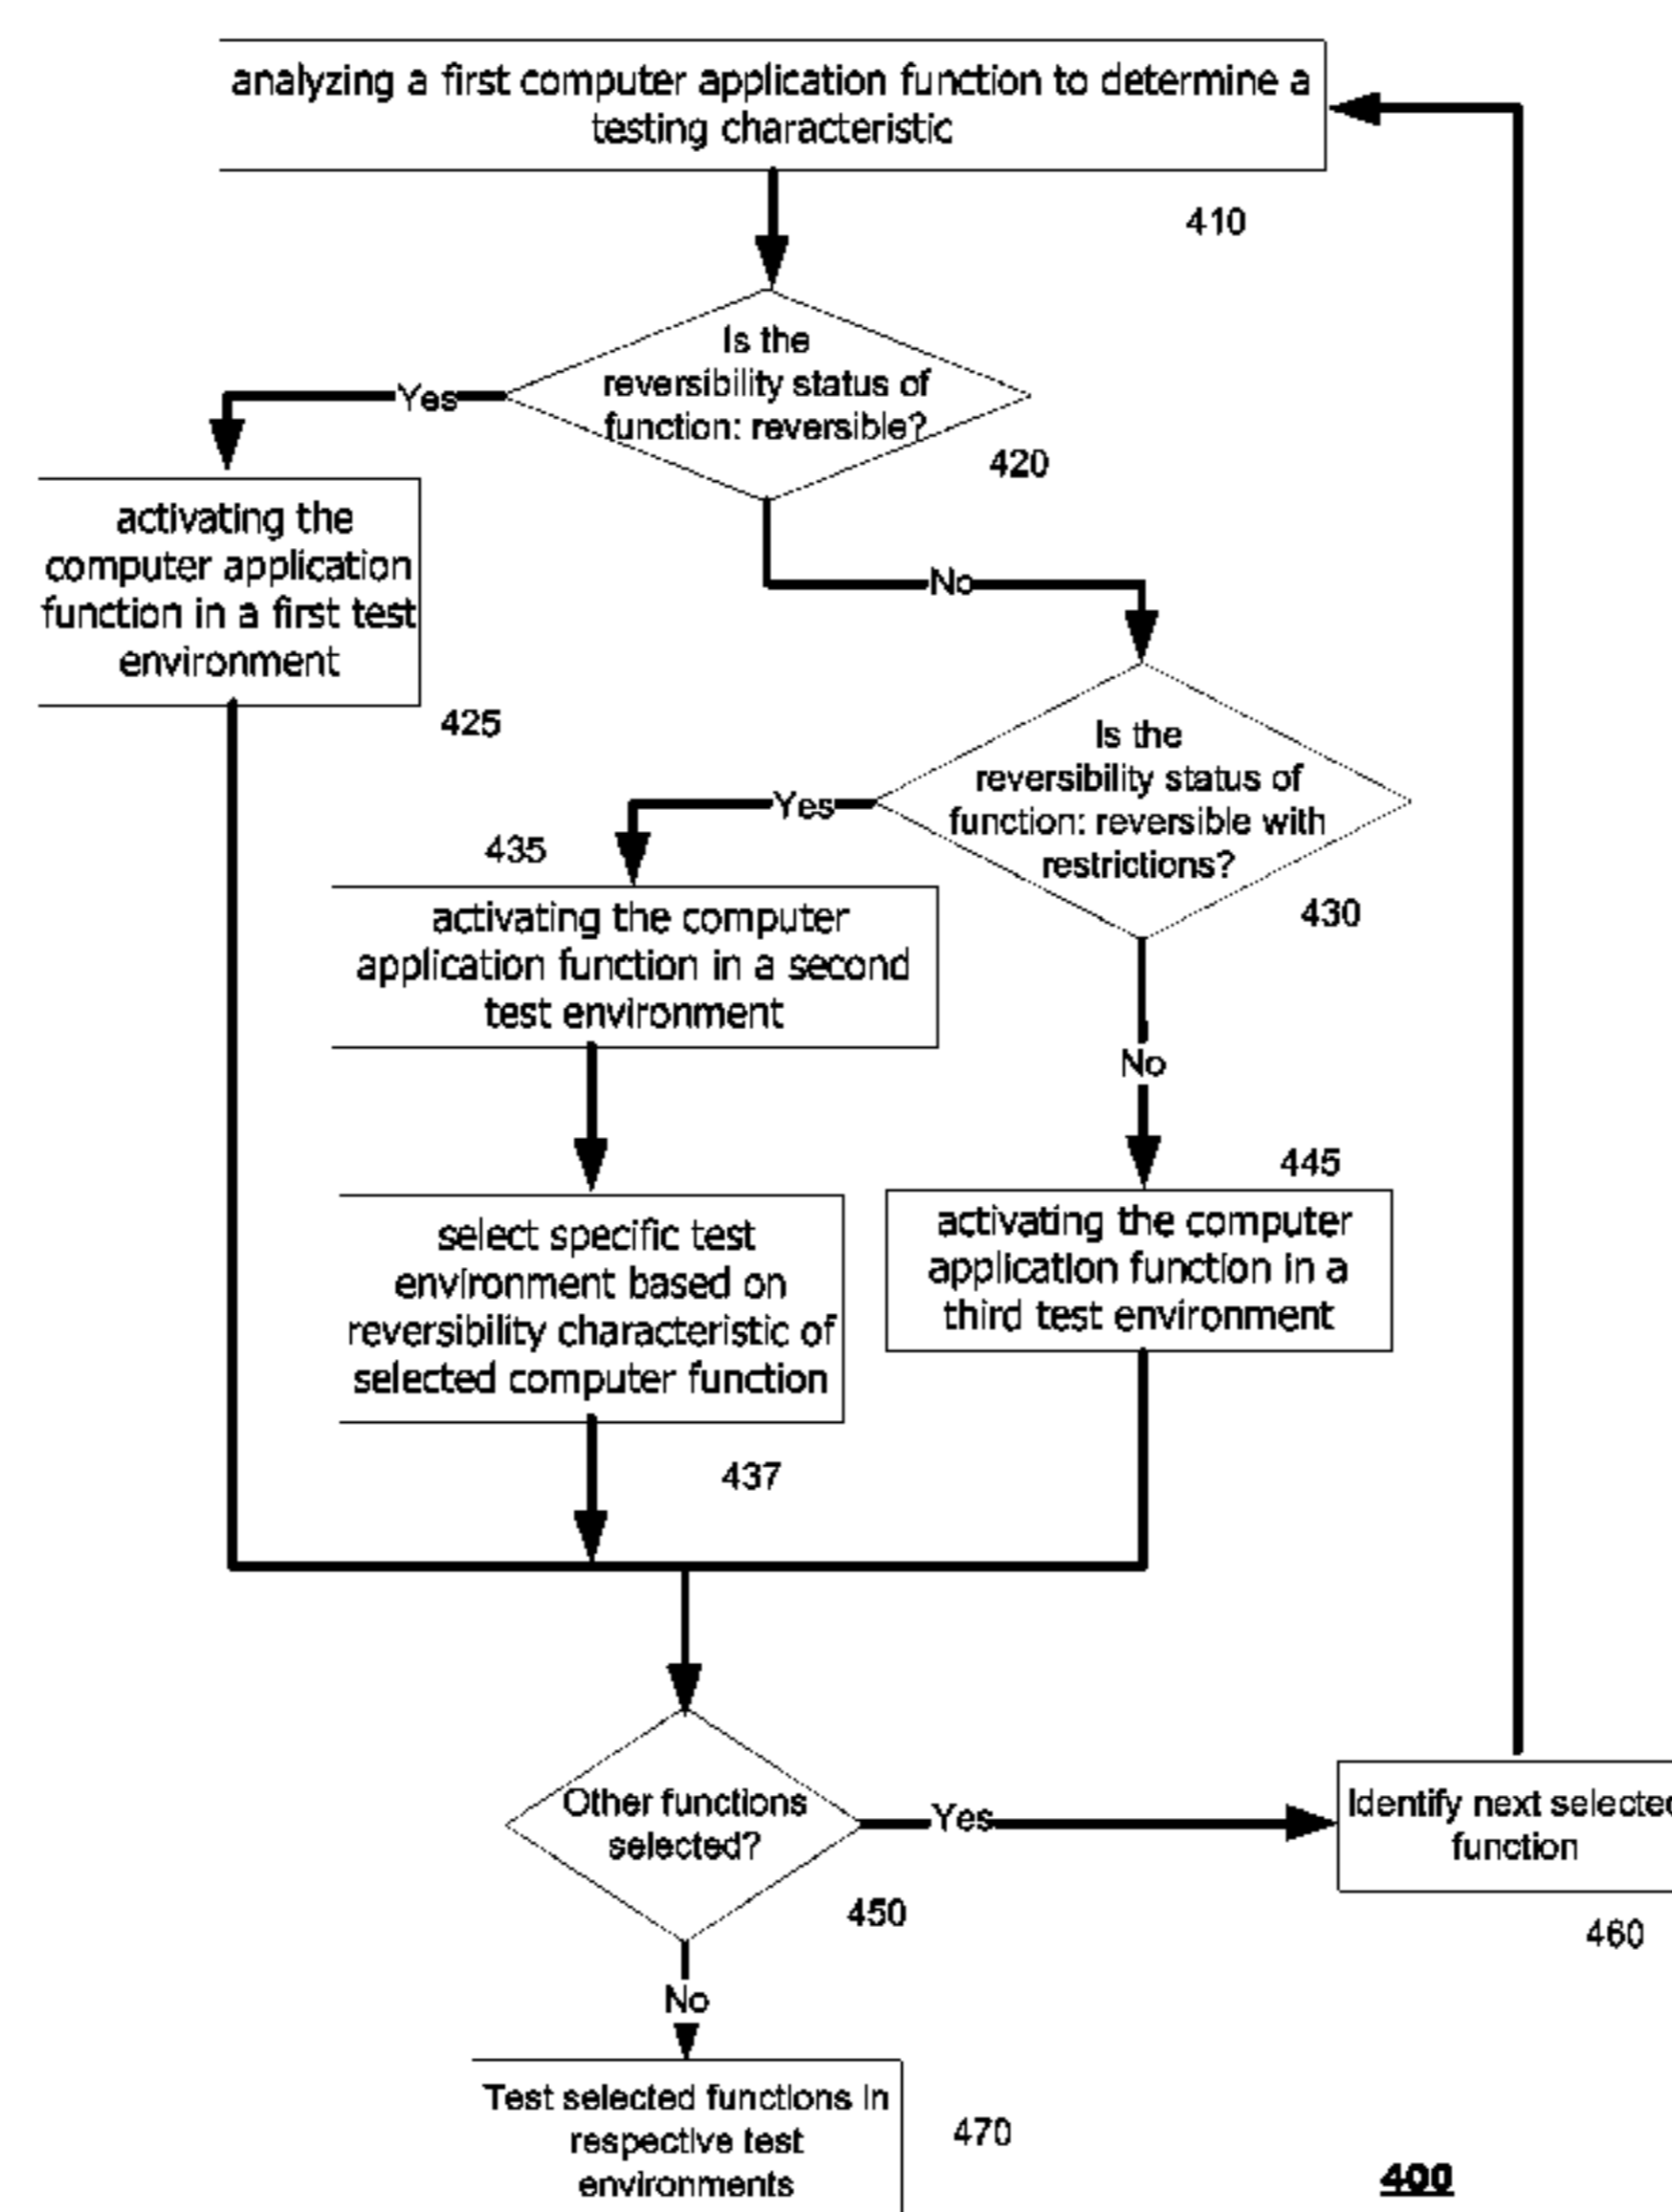 analyzing a first computer application function to determine a
testing characteristic
410
Is the
reversibility status of
function: reversible?
420
Yes
activating the
computer application
function in a first test
environment
425
No
Is the
reversibility status of
function: reversible with
restrictions?
430
Yes
435
activating the computer
application function in a second
test environment
No
445
select specific test
environment based on
reversibility characteristic of
selected computer function
437
activating the computer
application function in a
third test environment
Other functions
selected?
450
Yes
Identify next selected
function
460
No
Test selected functions in
respective test
environments
470
400